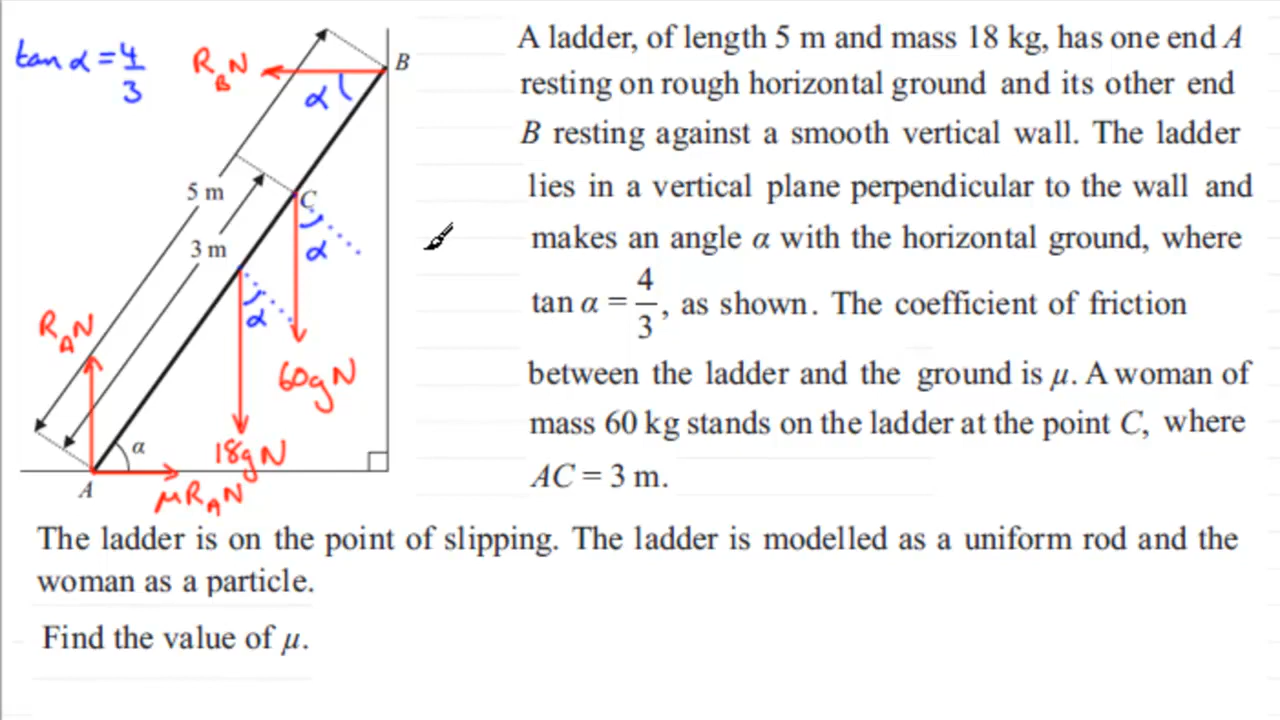 tan α = 4/3
R_B N
α
B
5 m
C
α
3 m
α
R_A N
60g N
α
18g N
A
μR_A N
A ladder, of length 5 m and mass 18 kg, has one end A
resting on rough horizontal ground and its other end
B resting against a smooth vertical wall. The ladder
lies in a vertical plane perpendicular to the wall and
makes an angle α with the horizontal ground, where
tan α = 4/3, as shown. The coefficient of friction
between the ladder and the ground is μ. A woman of
mass 60 kg stands on the ladder at the point C, where
AC = 3 m.
The ladder is on the point of slipping. The ladder is modelled as a uniform rod and the
woman as a particle.
Find the value of μ.